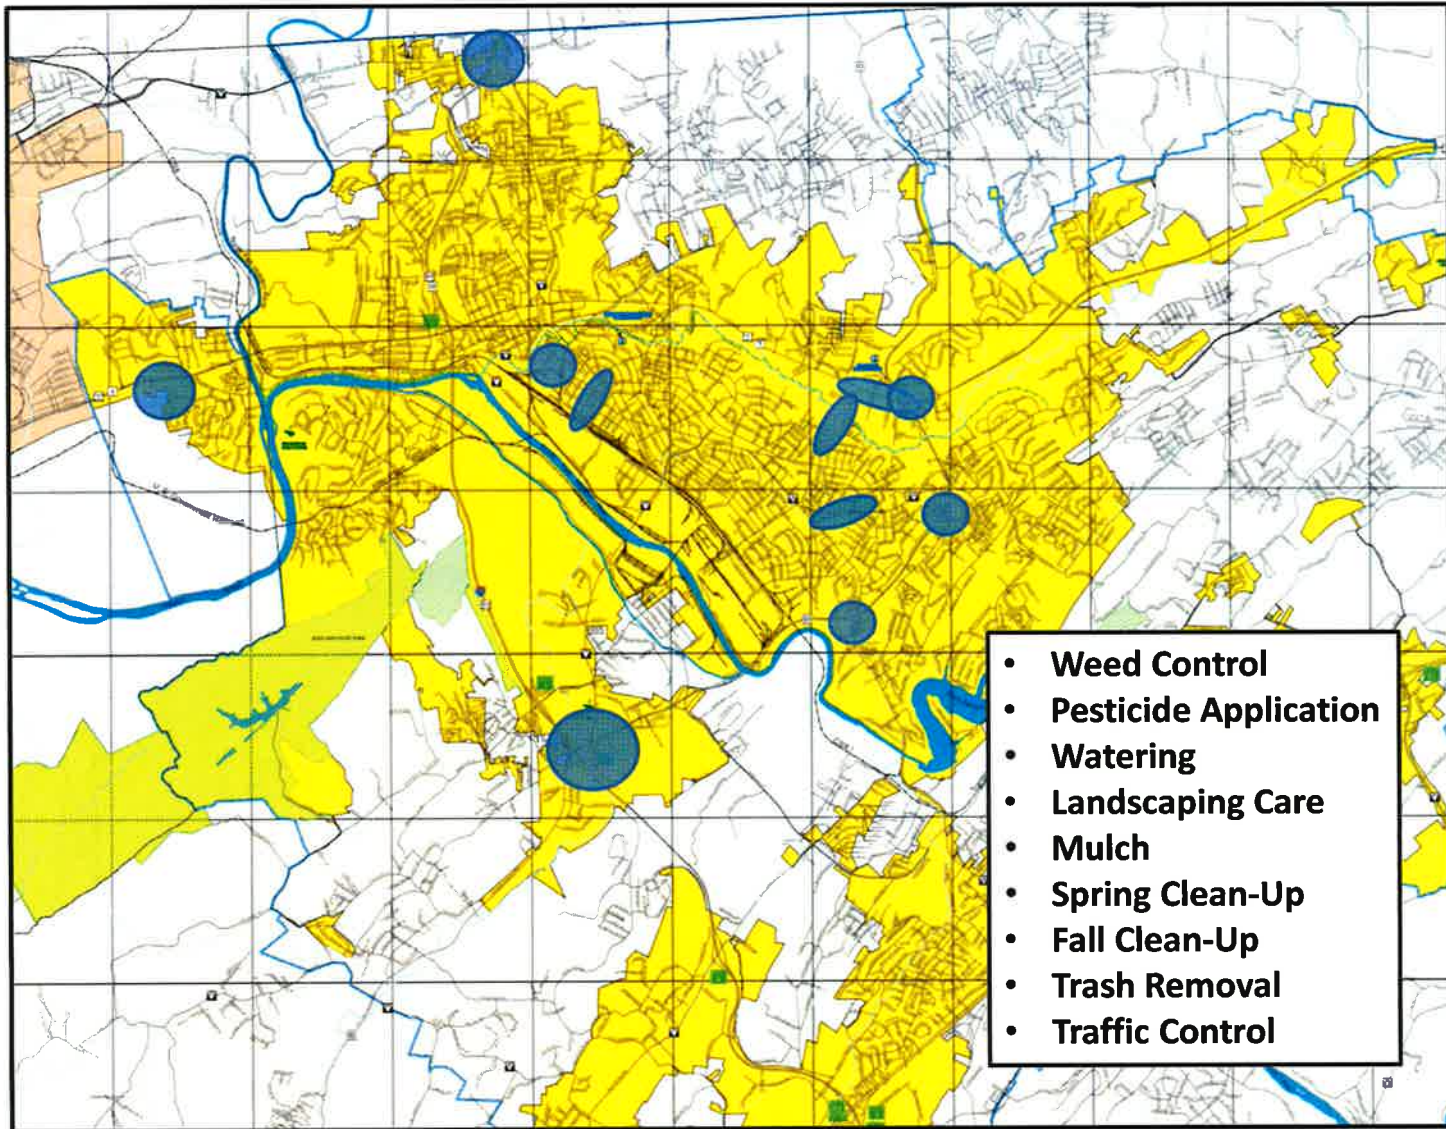 • Weed Control
• Pesticide Application
• Watering
• Landscaping Care
• Mulch
• Spring Clean-Up
• Fall Clean-Up
• Trash Removal
• Traffic Control